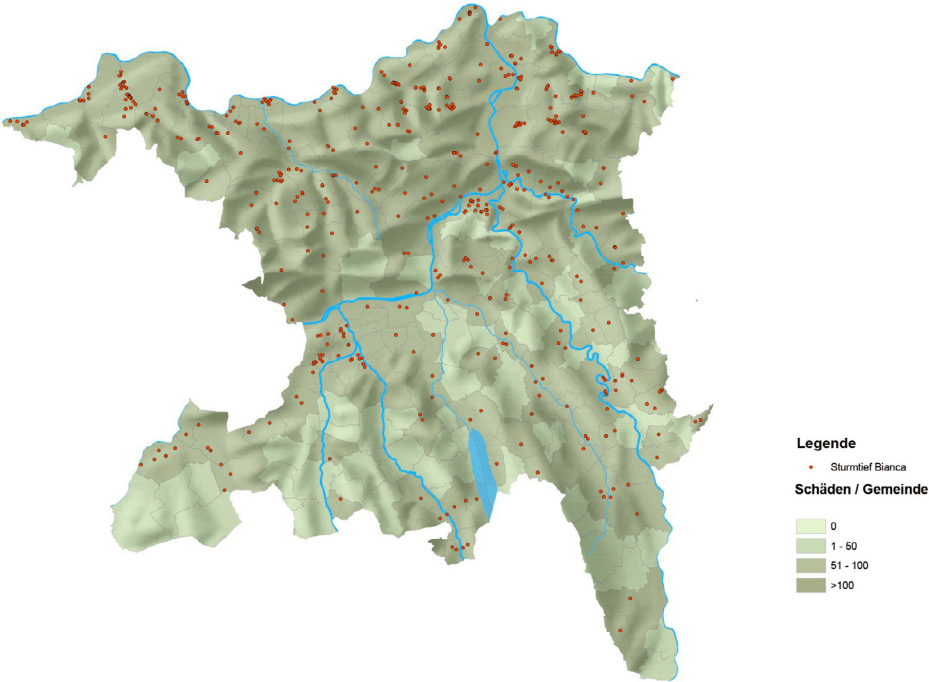 Legende
Sturmtief Bianca
Schäden / Gemeinde
0
1 - 50
51 - 100
>100